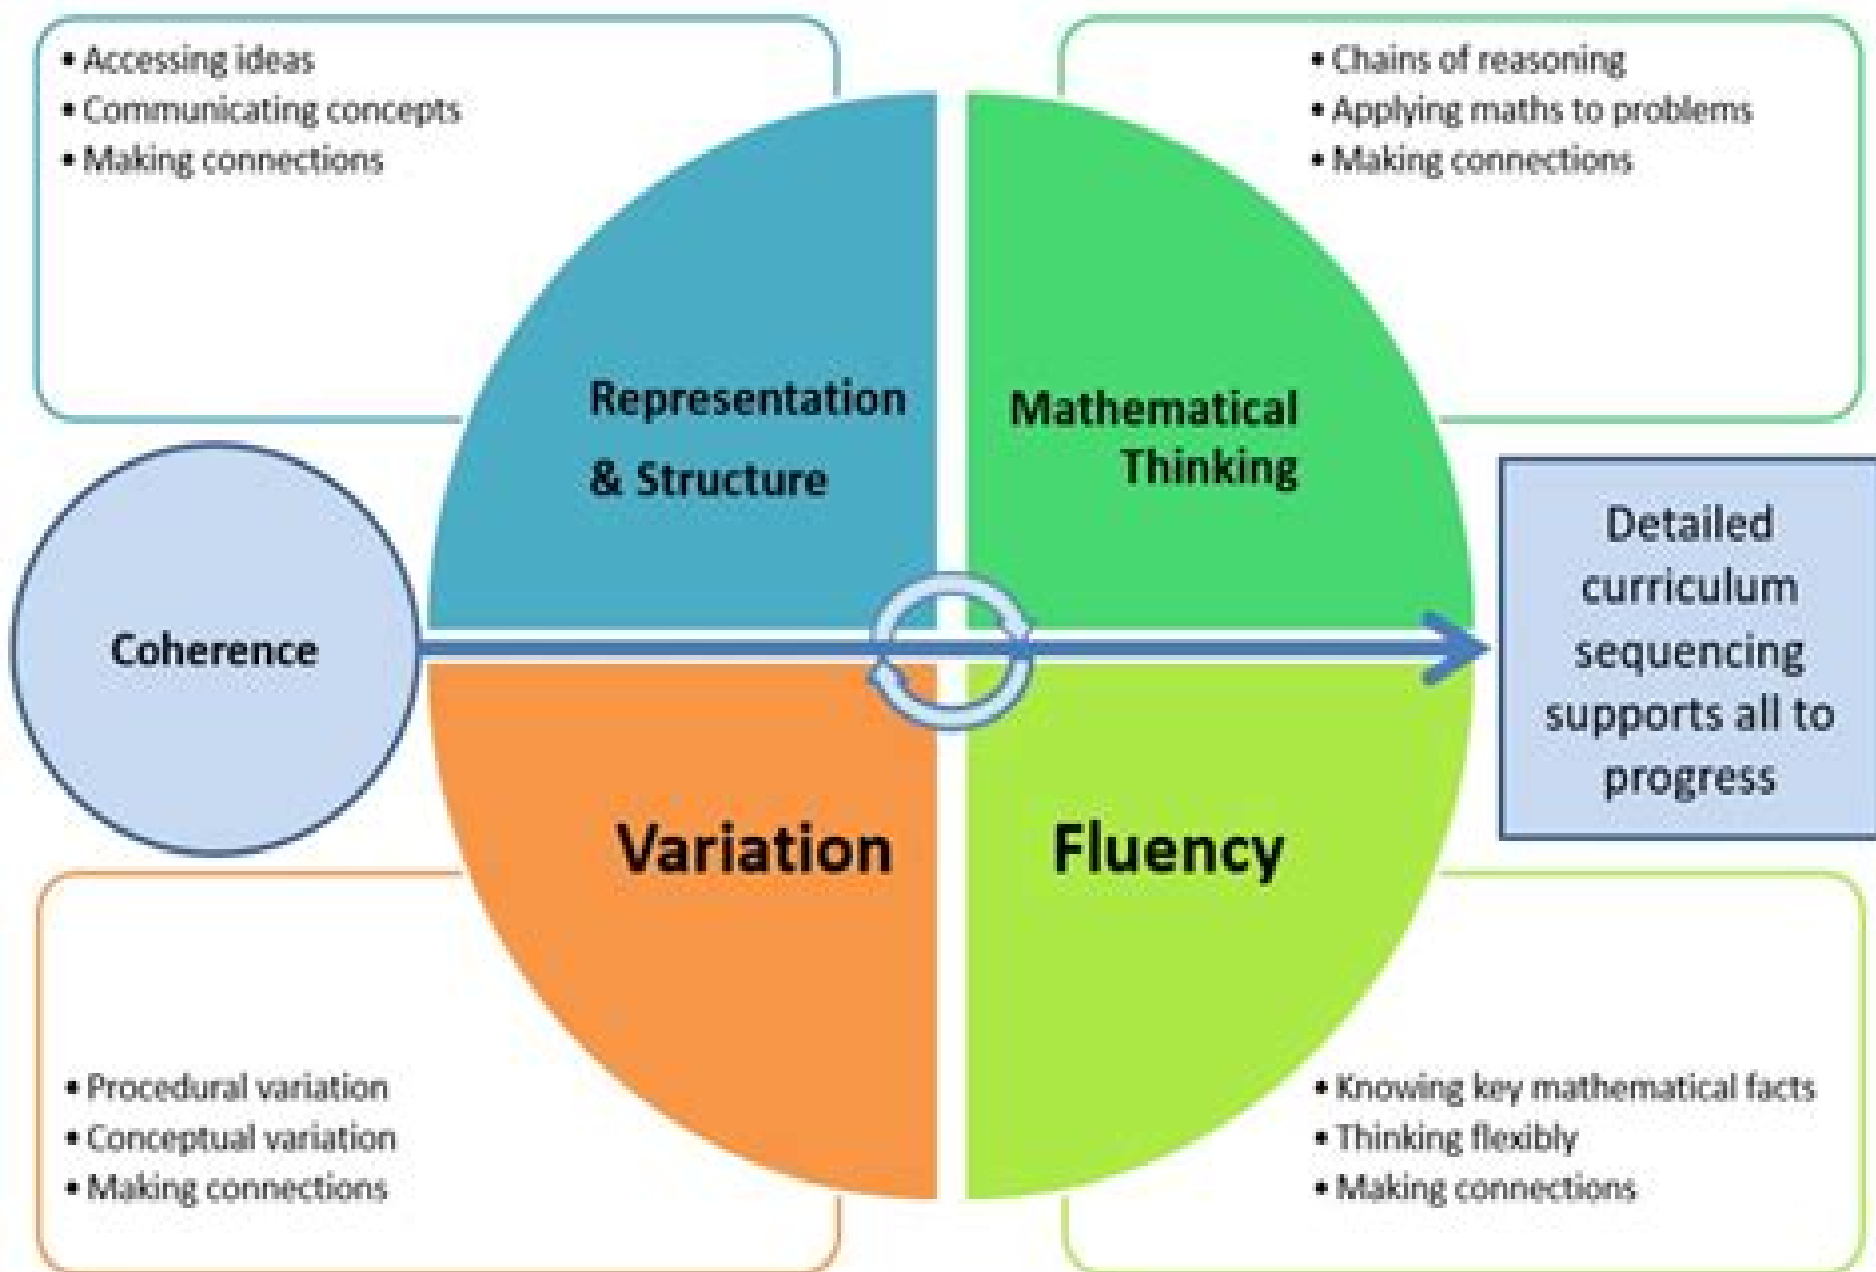 • Accessing ideas
• Communicating concepts
• Making connections
• Chains of reasoning
• Applying maths to problems
• Making connections
Representation
& Structure
Mathematical
Thinking
Coherence
Detailed
curriculum
sequencing
supports all to
progress
Variation
Fluency
• Procedural variation
• Conceptual variation
• Making connections
• Knowing key mathematical facts
• Thinking flexibly
• Making connections